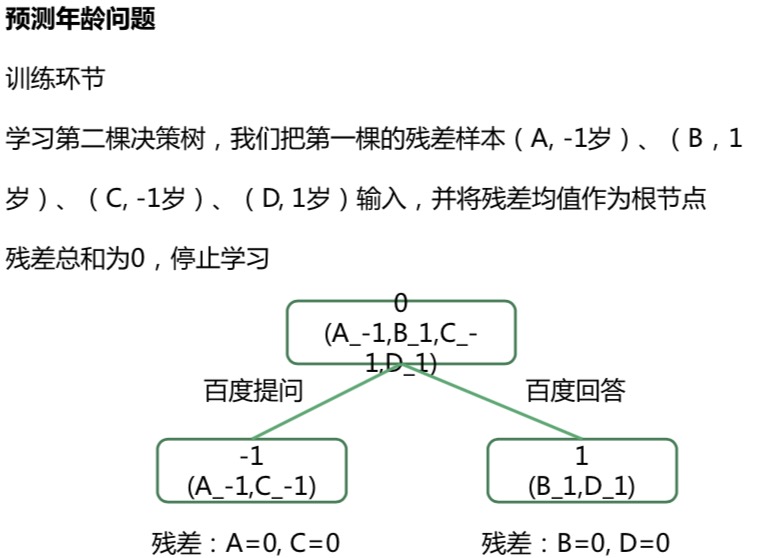 预测年龄问题
训练环节
学习第二棵决策树，我们把第一棵的残差样本（A, -1岁）、（B，1
岁）、（C, -1岁）、（D, 1岁）输入，并将残差均值作为根节点
残差总和为0，停止学习
0
(A_-1,B_1,C_-
1,D_1)
百度提问
百度回答
-1
(A_-1,C_-1)
1
(B_1,D_1)
残差：A=0, C=0
残差：B=0, D=0